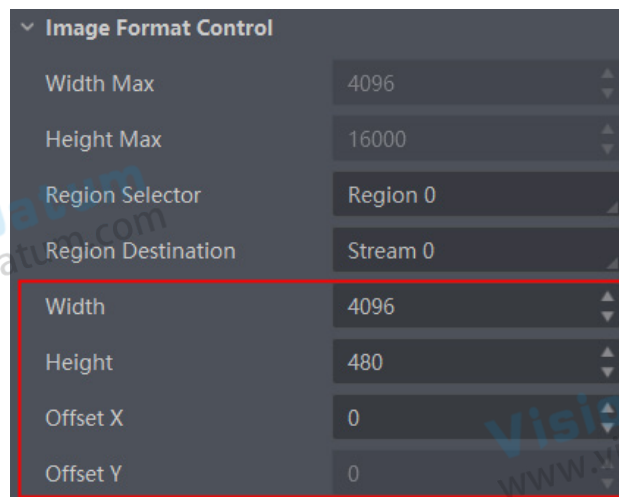 Image Format Control
Width Max 4096
Height Max 16000
Region Selector Region 0
Region Destination Stream 0
Width 4096
Height 480
Offset X 0
Offset Y 0